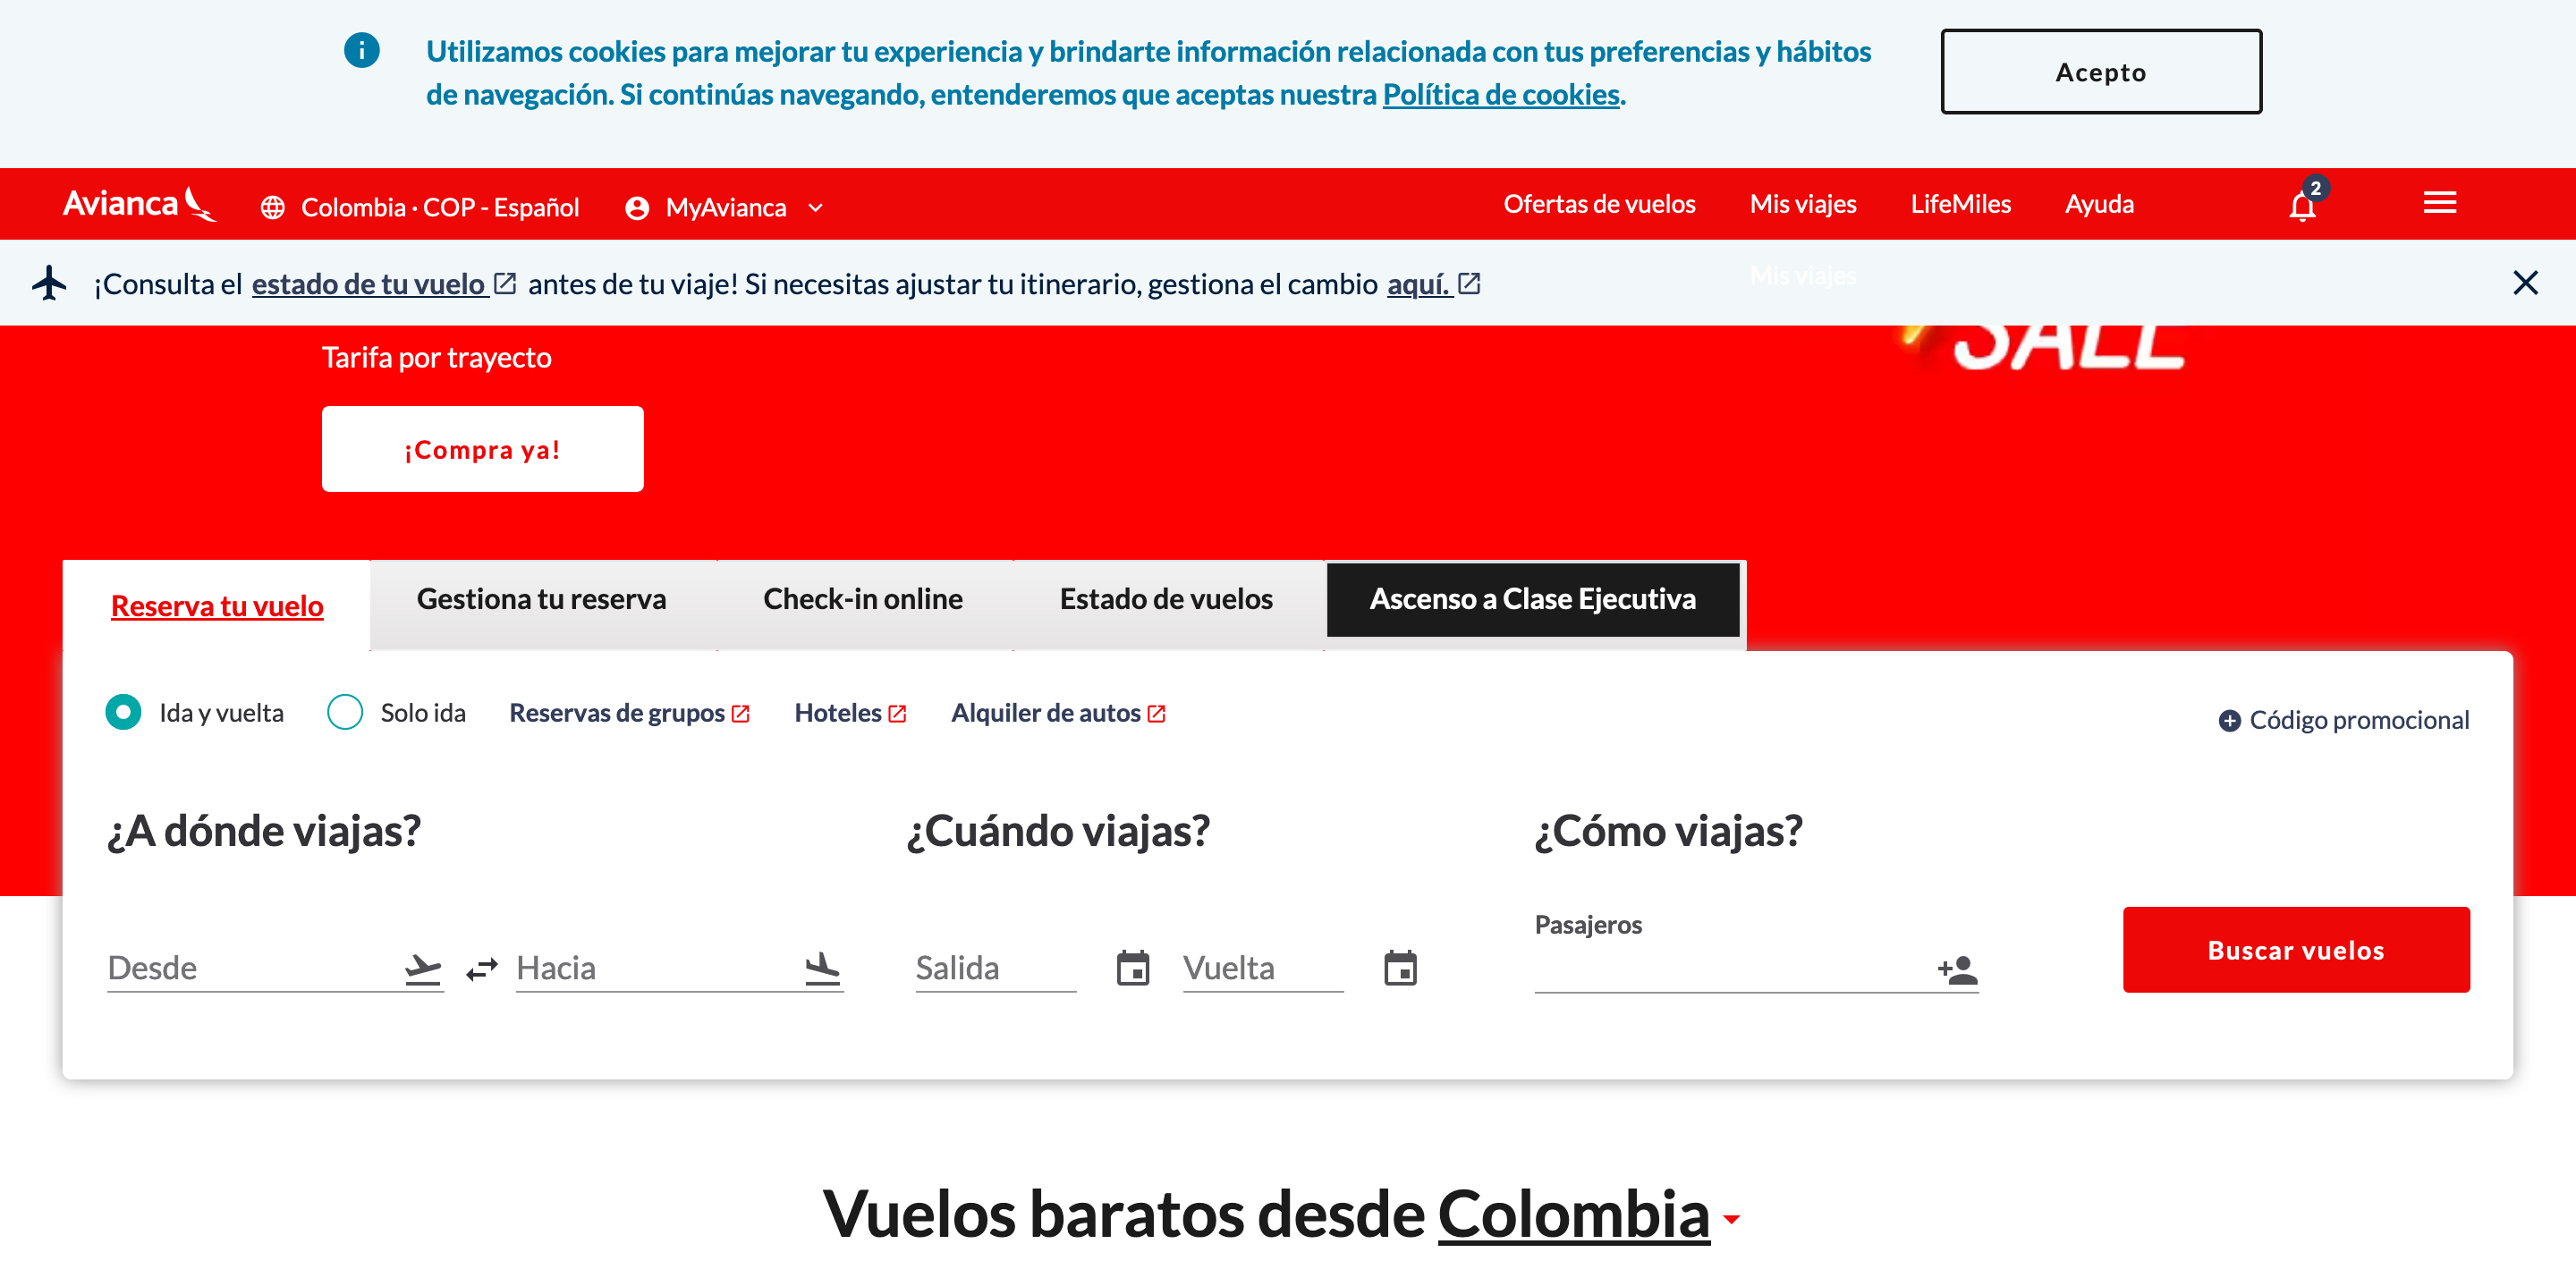 Utilizamos cookies para mejorar tu experiencia y brindarte información relacionada con tus preferencias y hábitos
de navegación. Si continúas navegando, entenderemos que aceptas nuestra Política de cookies.
Acepto
Avianca
Colombia · COP - Español
MyAvianca
Ofertas de vuelos
Mis viajes
LifeMiles
Ayuda
2
¡Consulta el estado de tu vuelo antes de tu viaje! Si necesitas ajustar tu itinerario, gestiona el cambio aquí.
Mis viajes
SALE
Tarifa por trayecto
¡Compra ya!
Reserva tu vuelo
Gestiona tu reserva
Check-in online
Estado de vuelos
Ascenso a Clase Ejecutiva
Ida y vuelta
Solo ida
Reservas de grupos
Hoteles
Alquiler de autos
Código promocional
¿A dónde viajas?
¿Cuándo viajas?
¿Cómo viajas?
Pasajeros
Desde
Hacia
Salida
Vuelta
Buscar vuelos
Vuelos baratos desde Colombia